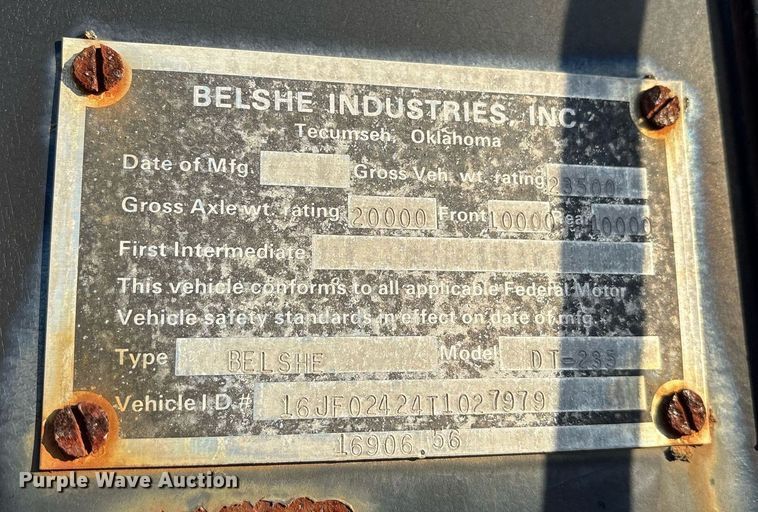 BELSHE INDUSTRIES, INC.
Tecumseh, Oklahoma
Date of Mfg. Gross Veh. wt. rating 23500
Gross Axle wt. rating 20000 Front 10000 Rear 10000
First Intermediate
This vehicle conforms to all applicable Federal Motor
Vehicle safety standards in effect on date of mfg.
Type BELSHE Model DT-235
Vehicle I.D.# 16JF02424T1027979
16906.56
Purple Wave Auction